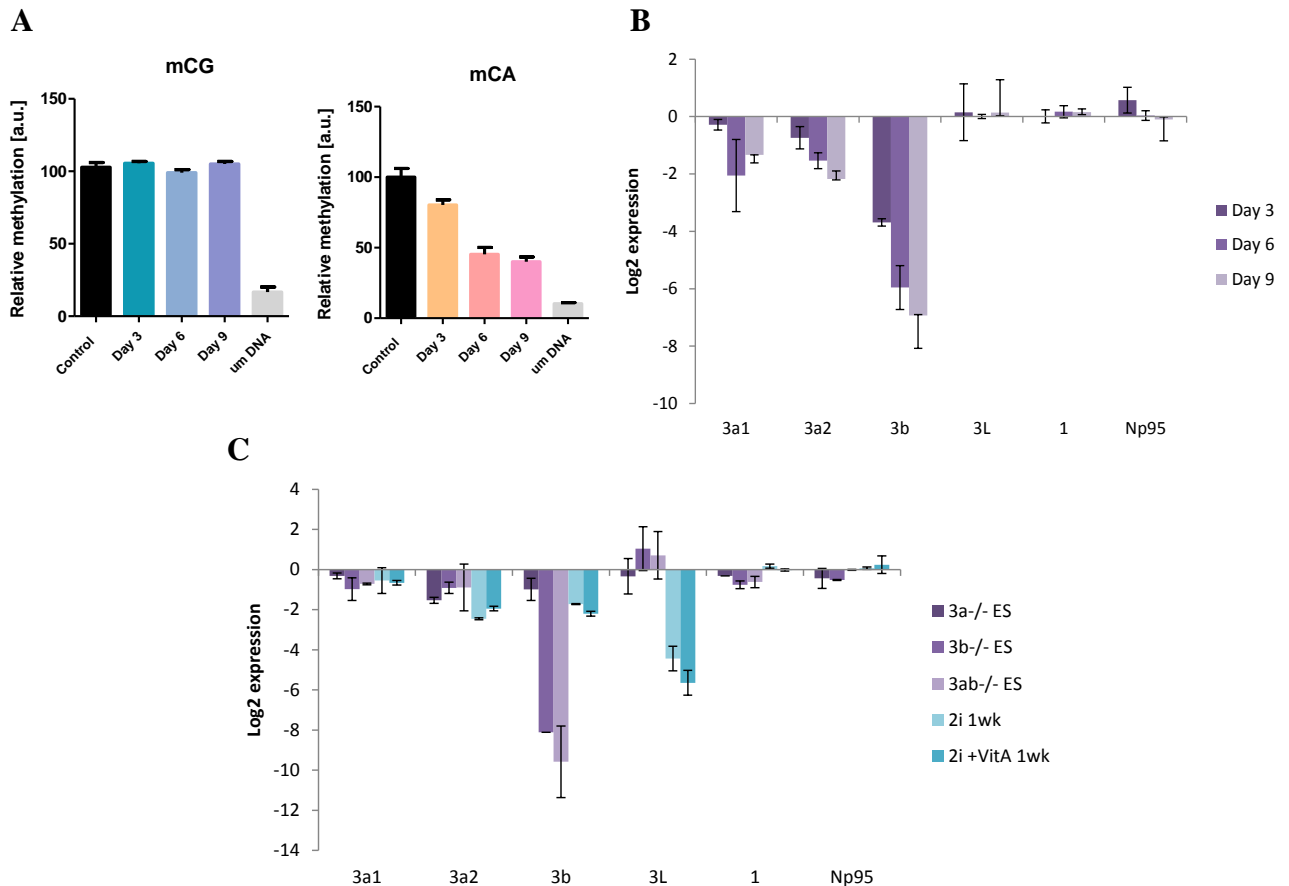 A
mCG
Relative methylation [a.u.]
150
100
50
0
Control
Day 3
Day 6
Day 9
um DNA
mCA
Relative methylation [a.u.]
150
100
50
0
Control
Day 3
Day 6
Day 9
um DNA
B
Log2 expression
2
0
-2
-4
-6
-8
-10
3a1
3a2
3b
3L
1
Np95
Day 3
Day 6
Day 9
C
Log2 expression
4
2
0
-2
-4
-6
-8
-10
-12
-14
3a1
3a2
3b
3L
1
Np95
3a-/- ES
3b-/- ES
3ab-/- ES
2i 1wk
2i +VitA 1wk